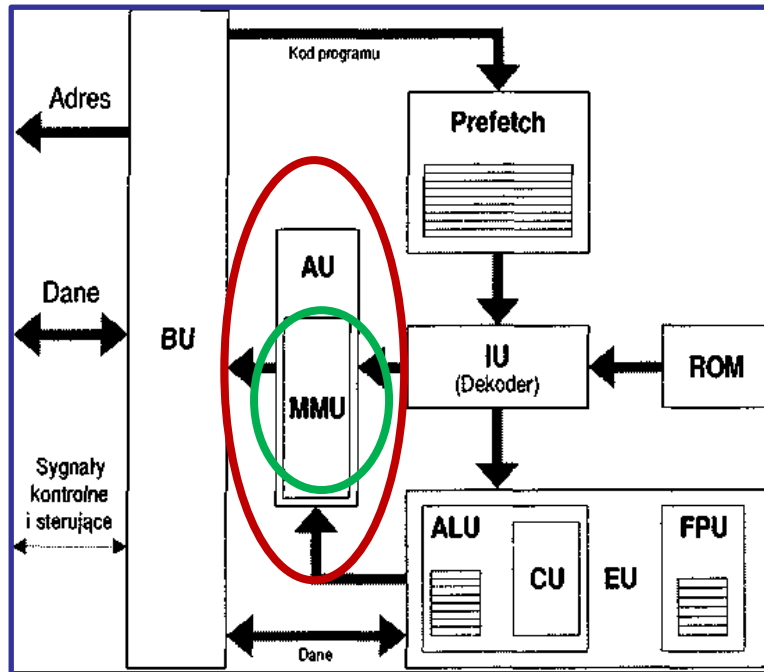 Kod programu
Adres
Prefetch
AU
Dane
BU
IU
(Dekoder)
ROM
MMU
Sygnały
kontrolne
i sterujące
ALU
FPU
CU
EU
Dane